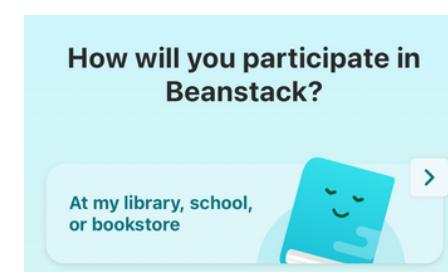 How will you participate in
Beanstack?
At my library, school,
or bookstore